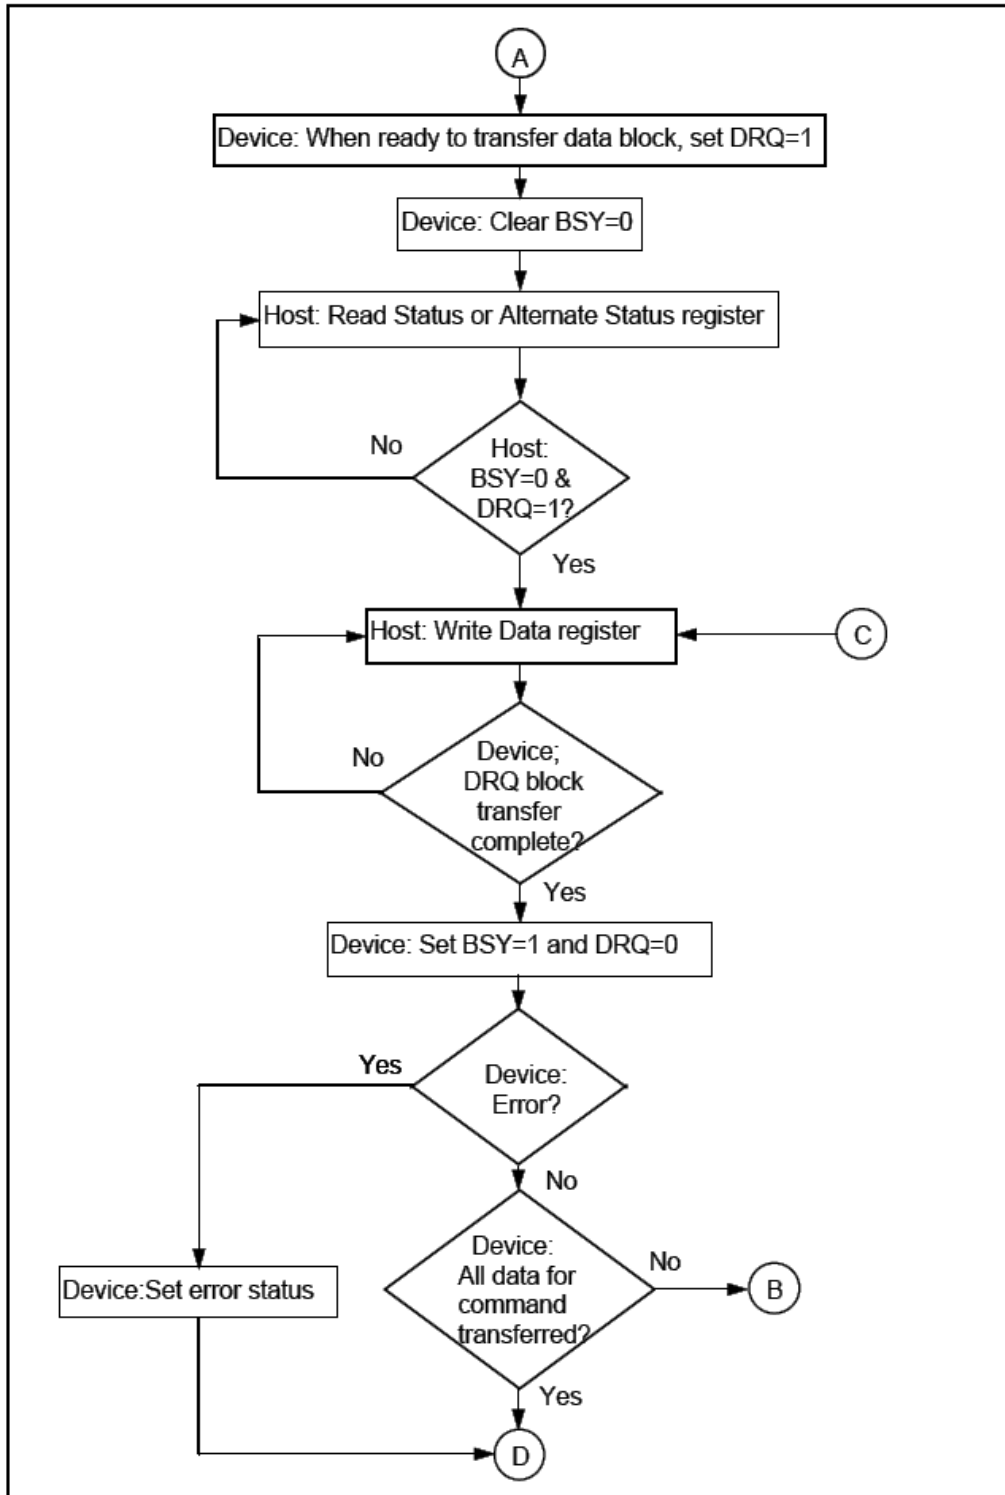 A
Device: When ready to transfer data block, set DRQ=1
Device: Clear BSY=0
Host: Read Status or Alternate Status register
No
Host:
BSY=0 &
DRQ=1?
Yes
Host: Write Data register
C
No
Device;
DRQ block
transfer
complete?
Yes
Device: Set BSY=1 and DRQ=0
Yes
Device:
Error?
No
Device:
All data for
command
transferred?
No
B
Device:Set error status
Yes
D